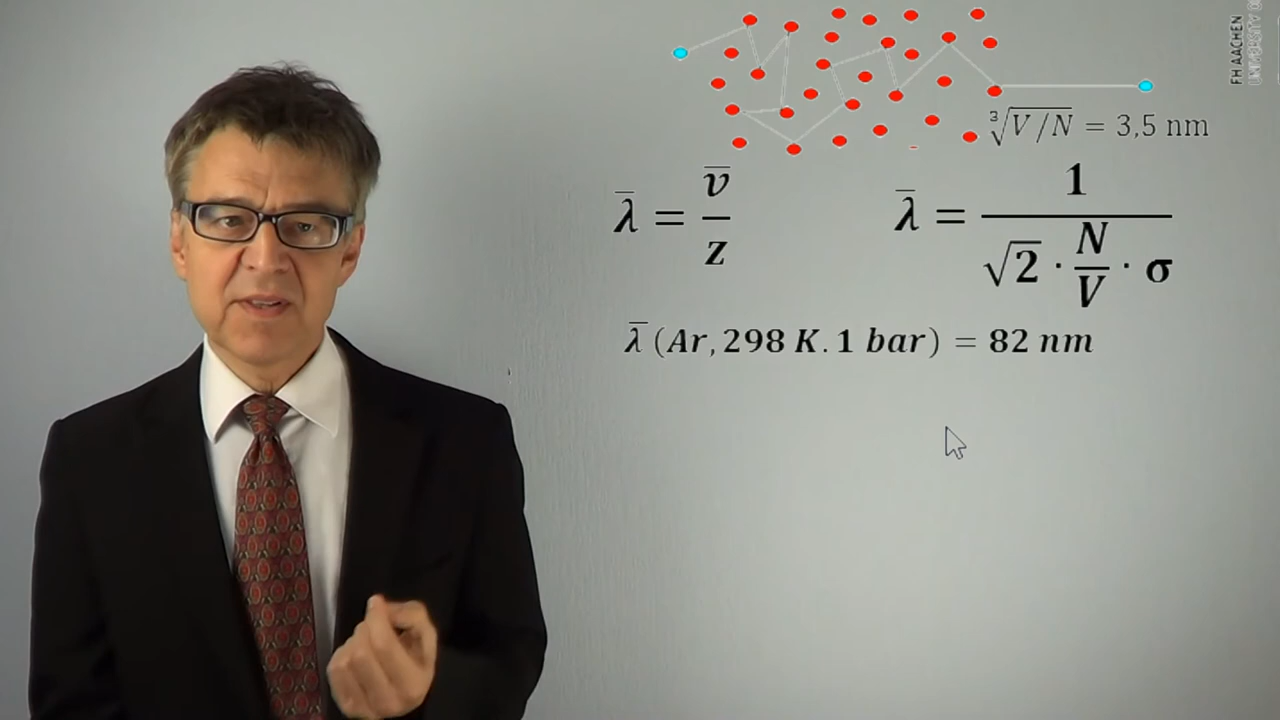 FH AACHEN
∛V/N = 3,5 nm
λ̅ = v̅/z
λ̅ = 1/(√2 · N/V · σ)
λ̅ (Ar, 298 K. 1 bar) = 82 nm